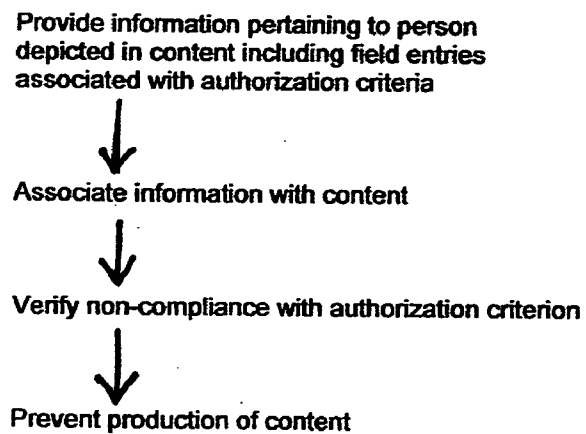 Provide information pertaining to person
depicted in content including field entries
associated with authorization criteria
Associate information with content
Verify non-compliance with authorization criterion
Prevent production of content